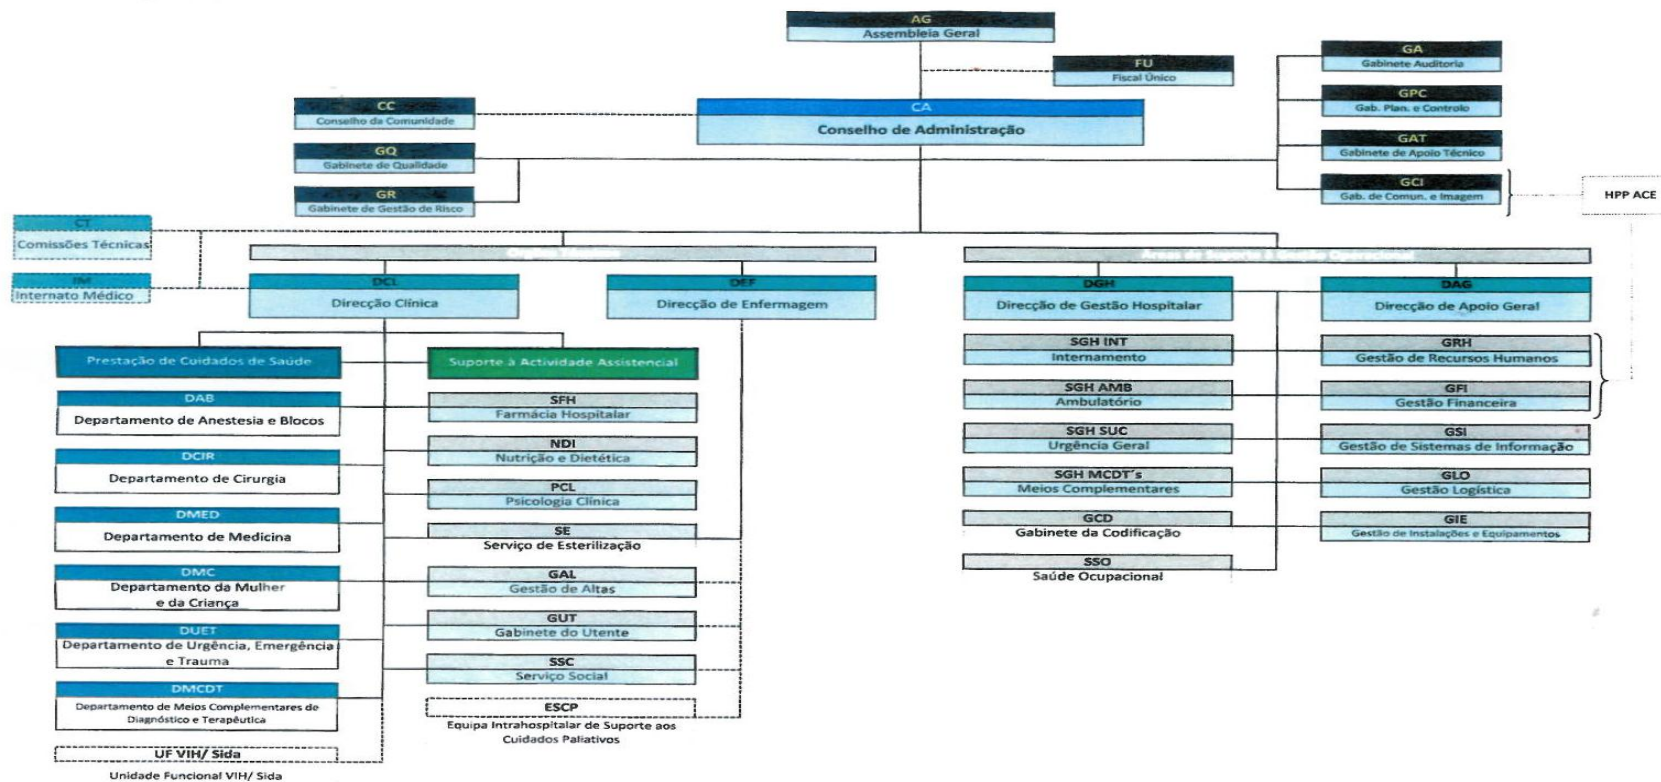 AG
Assembleia Geral
FU
Fiscal Único
GA
Gabinete Auditoria
GPC
Gab. Plan. e Controlo
GAT
Gabinete de Apoio Técnico
GCI
Gab. de Comun. e Imagem
HPP ACE
CC
Conselho da Comunidade
CA
Conselho de Administração
GQ
Gabinete de Qualidade
GR
Gabinete de Gestão de Risco
CT
Comissões Técnicas
IM
Internato Médico
Áreas de Suporte à Gestão Operacional
DCL
Direcção Clínica
DEF
Direcção de Enfermagem
DGH
Direcção de Gestão Hospitalar
DAG
Direcção de Apoio Geral
Prestação de Cuidados de Saúde
DAB
Departamento de Anestesia e Blocos
DCIR
Departamento de Cirurgia
DMED
Departamento de Medicina
DMC
Departamento da Mulher
e da Criança
DUET
Departamento de Urgência, Emergência
e Trauma
DMCDT
Departamento de Meios Complementares de
Diagnóstico e Terapêutica
UF VIH/ Sida
Unidade Funcional VIH/ Sida
Suporte à Actividade Assistencial
SFH
Farmácia Hospitalar
NDI
Nutrição e Dietética
PCL
Psicologia Clínica
SE
Serviço de Esterilização
GAL
Gestão de Altas
GUT
Gabinete do Utente
SSC
Serviço Social
ESCP
Equipa Intrahospitalar de Suporte aos
Cuidados Paliativos
SGH INT
Internamento
SGH AMB
Ambulatório
SGH SUC
Urgência Geral
SGH MCDT´s
Meios Complementares
GCD
Gabinete da Codificação
SSO
Saúde Ocupacional
GRH
Gestão de Recursos Humanos
GFI
Gestão Financeira
GSI
Gestão de Sistemas de Informação
GLO
Gestão Logística
GIE
Gestão de Instalações e Equipamentos